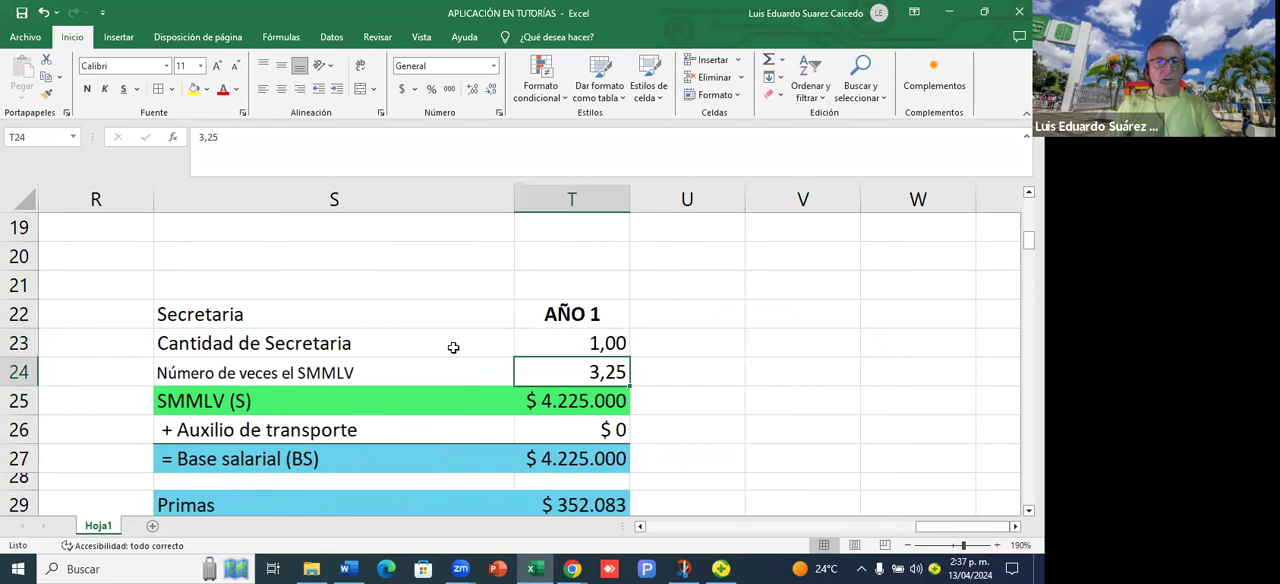 APLICACIÓN EN TUTORÍAS - Excel
Luis Eduardo Suarez Caicedo
LE
Archivo
Inicio
Insertar
Disposición de página
Fórmulas
Datos
Revisar
Vista
Ayuda
¿Qué desea hacer?
Pegar
Calibri
11
N K S
General
$ % 000
Formato condicional
Dar formato como tabla
Estilos de celda
Insertar
Eliminar
Formato
Ordenar y filtrar
Buscar y seleccionar
Complementos
Portapapeles
Fuente
Alineación
Número
Estilos
Celdas
Edición
Complementos
Luis Eduardo Suárez ...
T24
fx
3,25
R S T U V W
19
20
21
22 Secretaria AÑO 1
23 Cantidad de Secretaria 1,00
24 Número de veces el SMMLV 3,25
25 SMMLV (S) $ 4.225.000
26 + Auxilio de transporte $ 0
27 = Base salarial (BS) $ 4.225.000
28
29 Primas $ 352.083
Hoja1
Listo
Accesibilidad: todo correcto
190%
Buscar
24°C
2:37 p. m.
13/04/2024